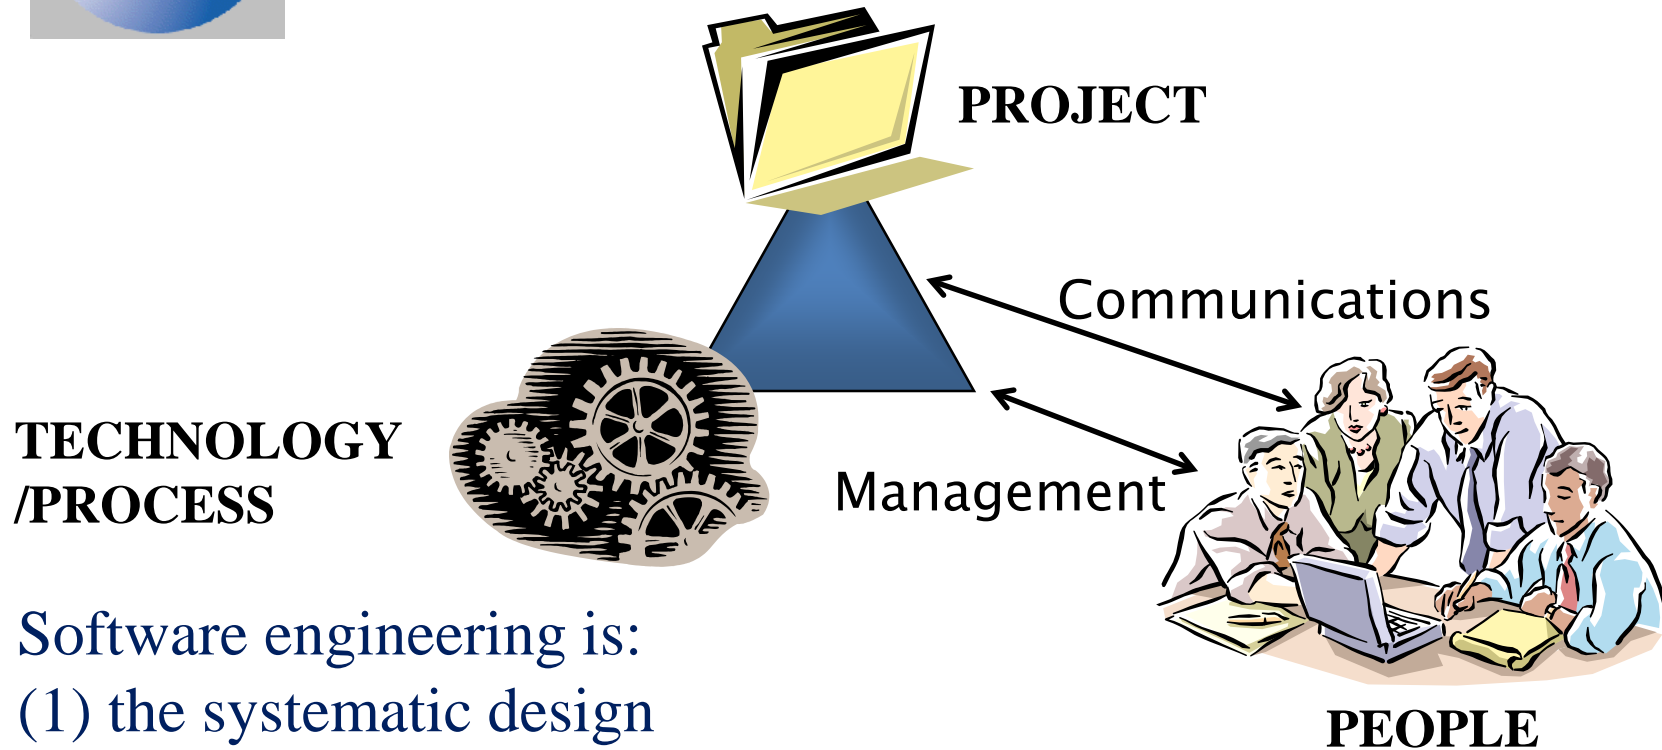 PROJECT
Communications
TECHNOLOGY
/PROCESS
Management
Software engineering is:
(1) the systematic design
PEOPLE